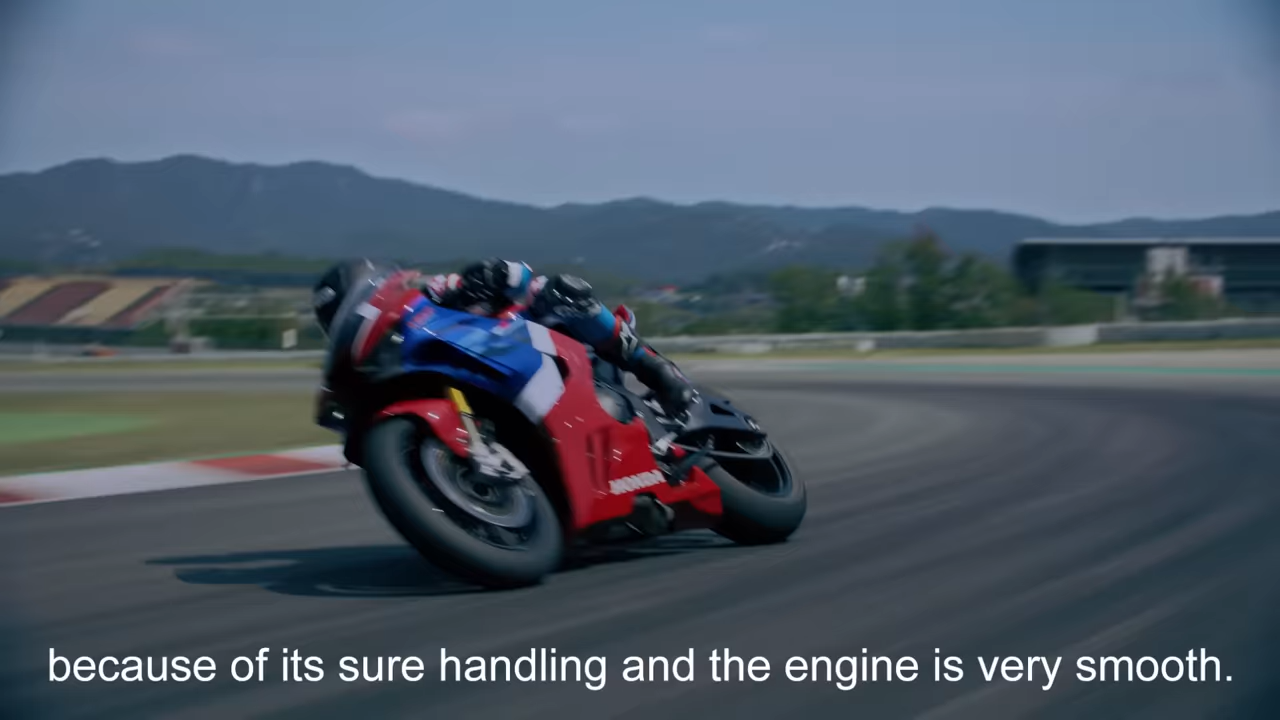 HONDA
because of its sure handling and the engine is very smooth.